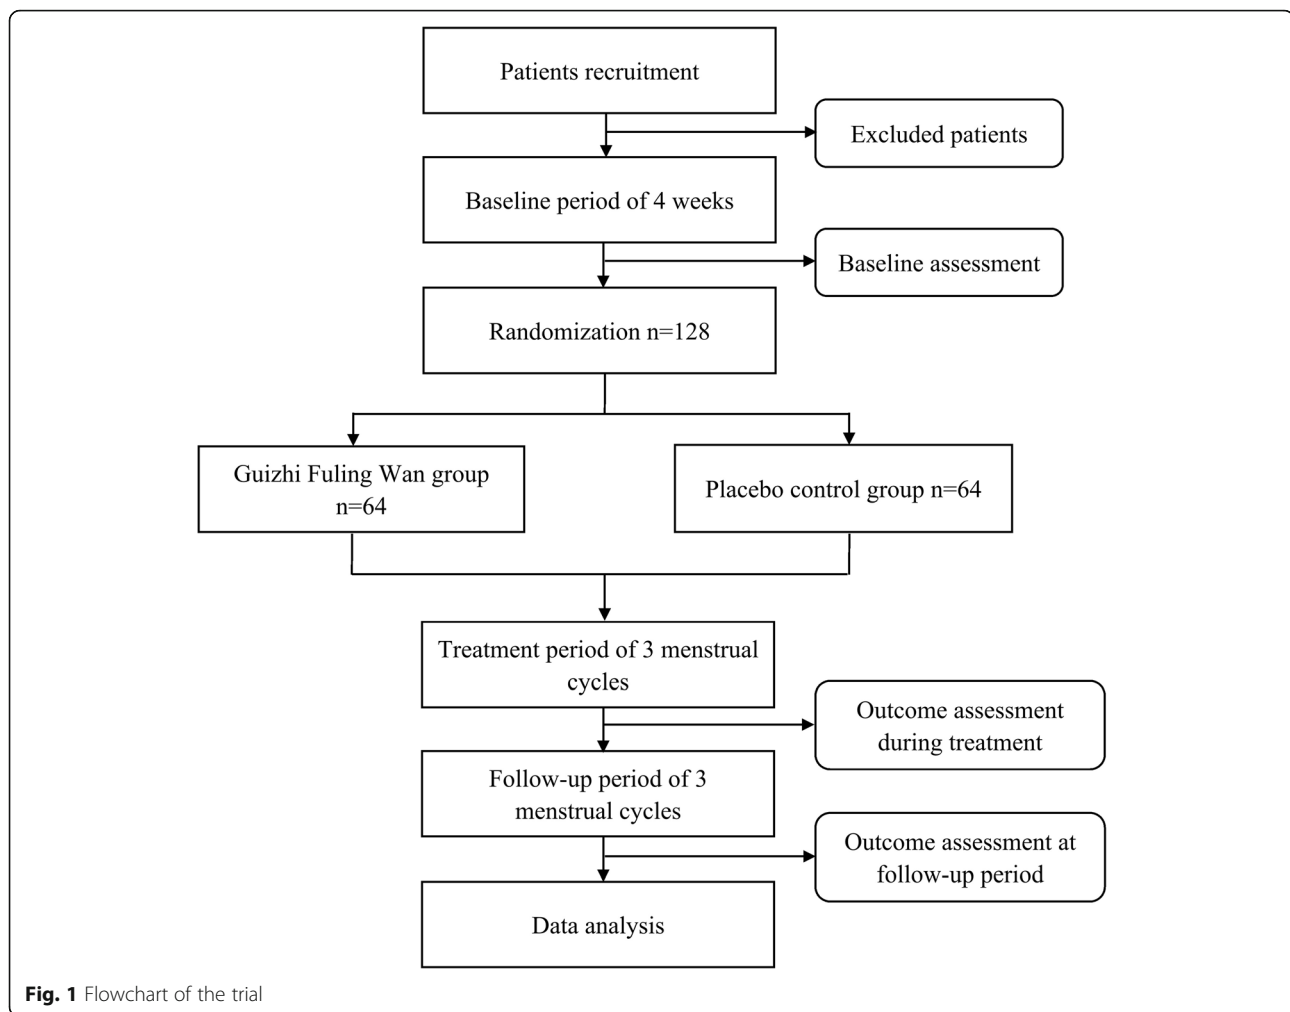 Patients recruitment
Excluded patients
Baseline period of 4 weeks
Baseline assessment
Randomization n=128
Guizhi Fuling Wan group
n=64
Placebo control group n=64
Treatment period of 3 menstrual
cycles
Outcome assessment
during treatment
Follow-up period of 3
menstrual cycles
Outcome assessment at
follow-up period
Data analysis
Fig. 1 Flowchart of the trial